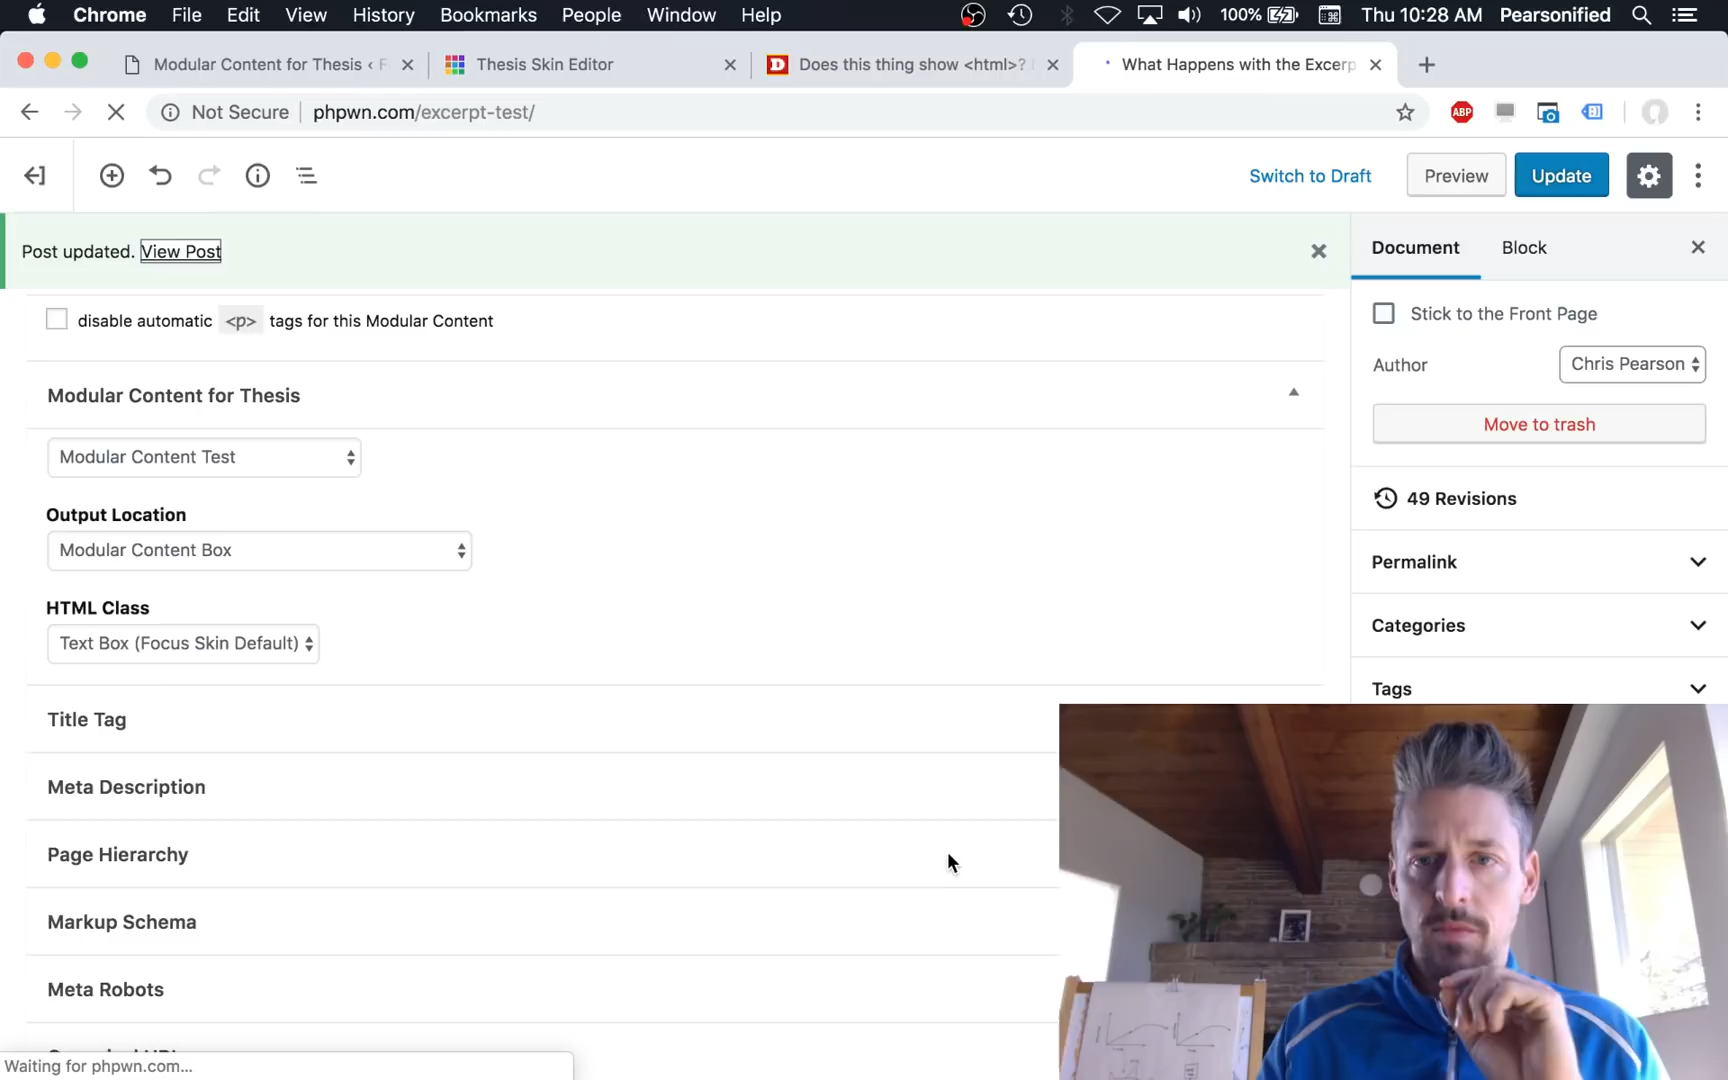 Chrome File Edit View History Bookmarks People Window Help 100% Thu 10:28 AM Pearsonified
Modular Content for Thesis ‹ F
Thesis Skin Editor
Does this thing show <html>?
What Happens with the Excerp
Not Secure phpwn.com/excerpt-test/
ABP
Switch to Draft Preview Update
Post updated. View Post
Document Block
disable automatic <p> tags for this Modular Content
Stick to the Front Page
Author Chris Pearson
Move to trash
Modular Content for Thesis
Modular Content Test
49 Revisions
Output Location
Modular Content Box
Permalink
HTML Class
Text Box (Focus Skin Default)
Categories
Tags
Title Tag
Meta Description
Page Hierarchy
Markup Schema
Meta Robots
Waiting for phpwn.com...